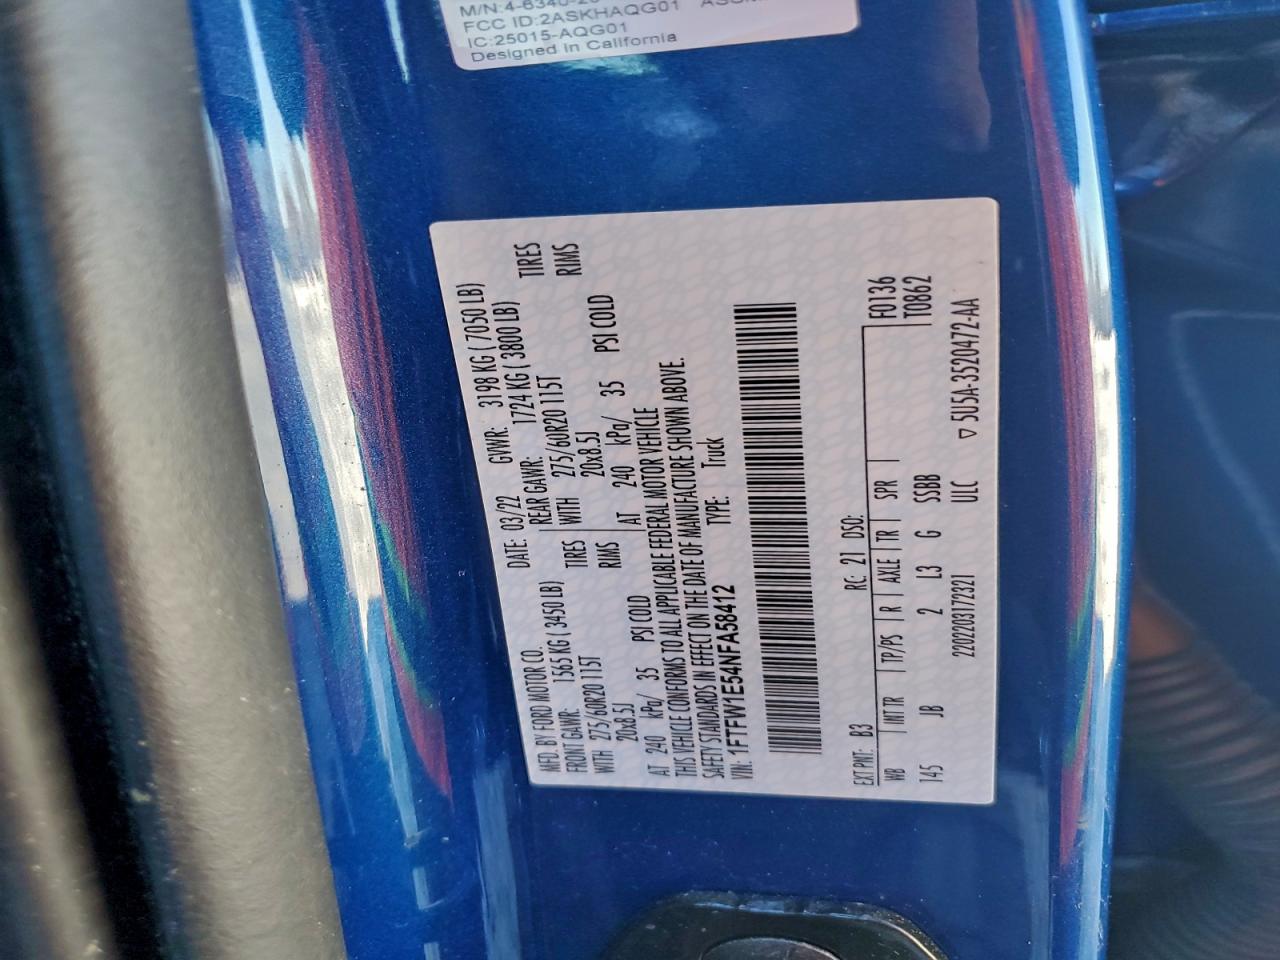 FCC ID:2ASKHAQG01
IC:25015-AQG01
Designed in California
MFD. BY FORD MOTOR CO. DATE: 03/22 GVWR: 3198 KG ( 7050 LB)
FRONT GAWR: 1565 KG ( 3450 LB) REAR GAWR: 1724 KG ( 3800 LB)
WITH 275/60R20 115T TIRES WITH 275/60R20 115T TIRES
20x8.5J RIMS 20x8.5J RIMS
AT 240 kPa/ 35 PSI COLD AT 240 kPa/ 35 PSI COLD
THIS VEHICLE CONFORMS TO ALL APPLICABLE FEDERAL MOTOR VEHICLE
SAFETY STANDARDS IN EFFECT ON THE DATE OF MANUFACTURE SHOWN ABOVE.
VIN: 1FTFW1E54NFA58412 TYPE: Truck
EXT PNT: B3 RC: 21 DSO: F0136
WB INT TR TP/PS R AXLE TR SPR T0862
145 JB 2 L3 G SSBB
2202203172321 ULC ▽ 5U5A-3520472-AA